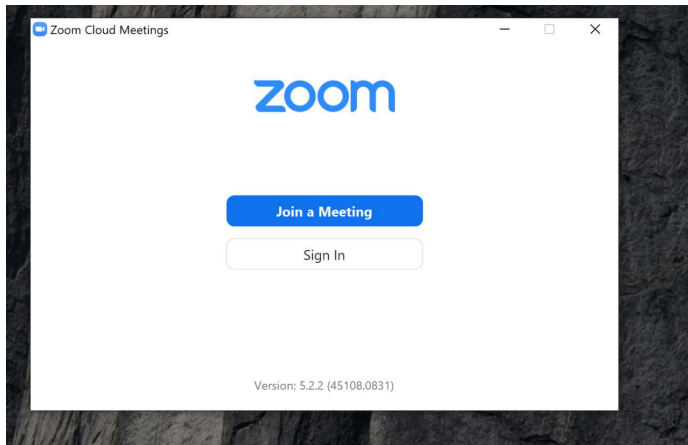 Zoom Cloud Meetings
zoom
Join a Meeting
Sign In
Version: 5.2.2 (45108.0831)